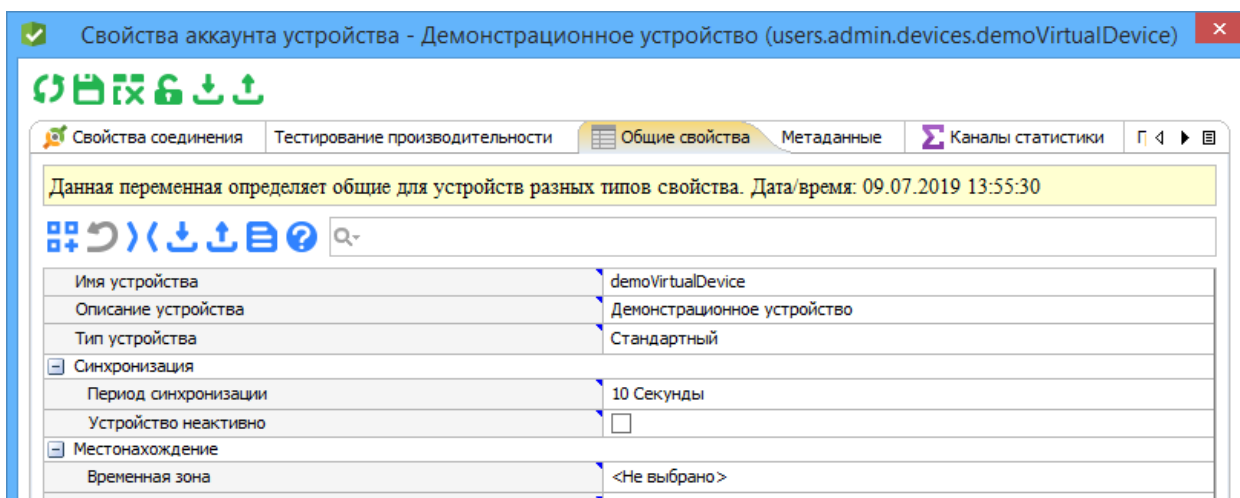 Свойства аккаунта устройства - Демонстрационное устройство (users.admin.devices.demoVirtualDevice)
Свойства соединения Тестирование производительности Общие свойства Метаданные Каналы статистики
Данная переменная определяет общие для устройств разных типов свойства. Дата/время: 09.07.2019 13:55:30
Имя устройства demoVirtualDevice
Описание устройства Демонстрационное устройство
Тип устройства Стандартный
Синхронизация
Период синхронизации 10 Секунды
Устройство неактивно
Местонахождение
Временная зона <Не выбрано>